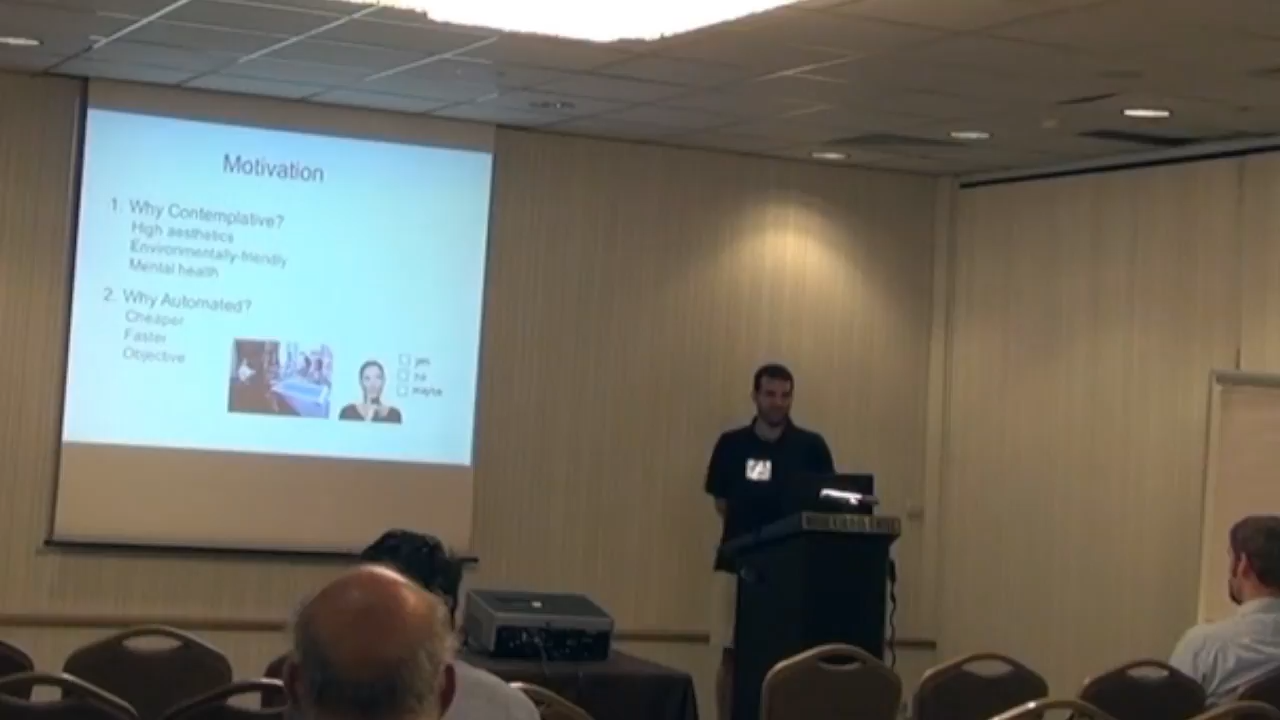 Motivation
1. Why Contemplative?
High aesthetics
Environmentally-friendly
Mental health
2. Why Automated?
Cheaper
Faster
Objective
yes
no
maybe